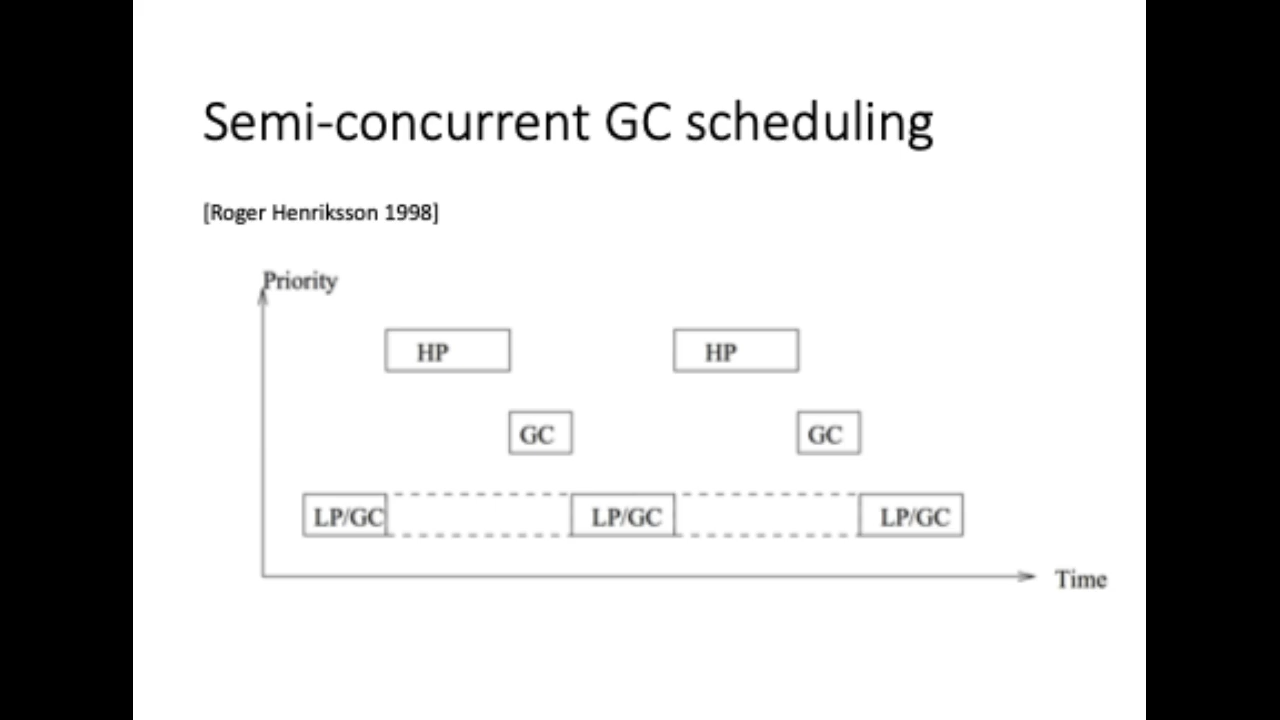 Semi-concurrent GC scheduling
[Roger Henriksson 1998]
Priority
HP HP
GC GC
LP/GC LP/GC LP/GC
Time